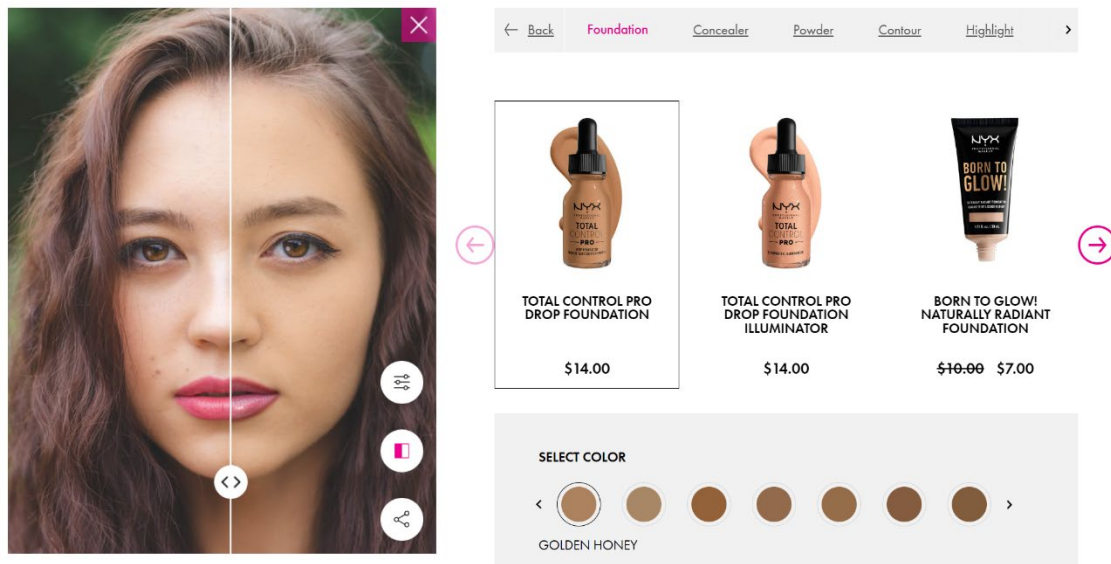 Back
Foundation
Concealer
Powder
Contour
Highlight
NYX
TOTAL
CONTROL
PRO
NYX
TOTAL
CONTROL
PRO
NYX
BORN TO
GLOW!
TOTAL CONTROL PRO
DROP FOUNDATION
$14.00
TOTAL CONTROL PRO
DROP FOUNDATION
ILLUMINATOR
$14.00
BORN TO GLOW!
NATURALLY RADIANT
FOUNDATION
$10.00 $7.00
SELECT COLOR
GOLDEN HONEY